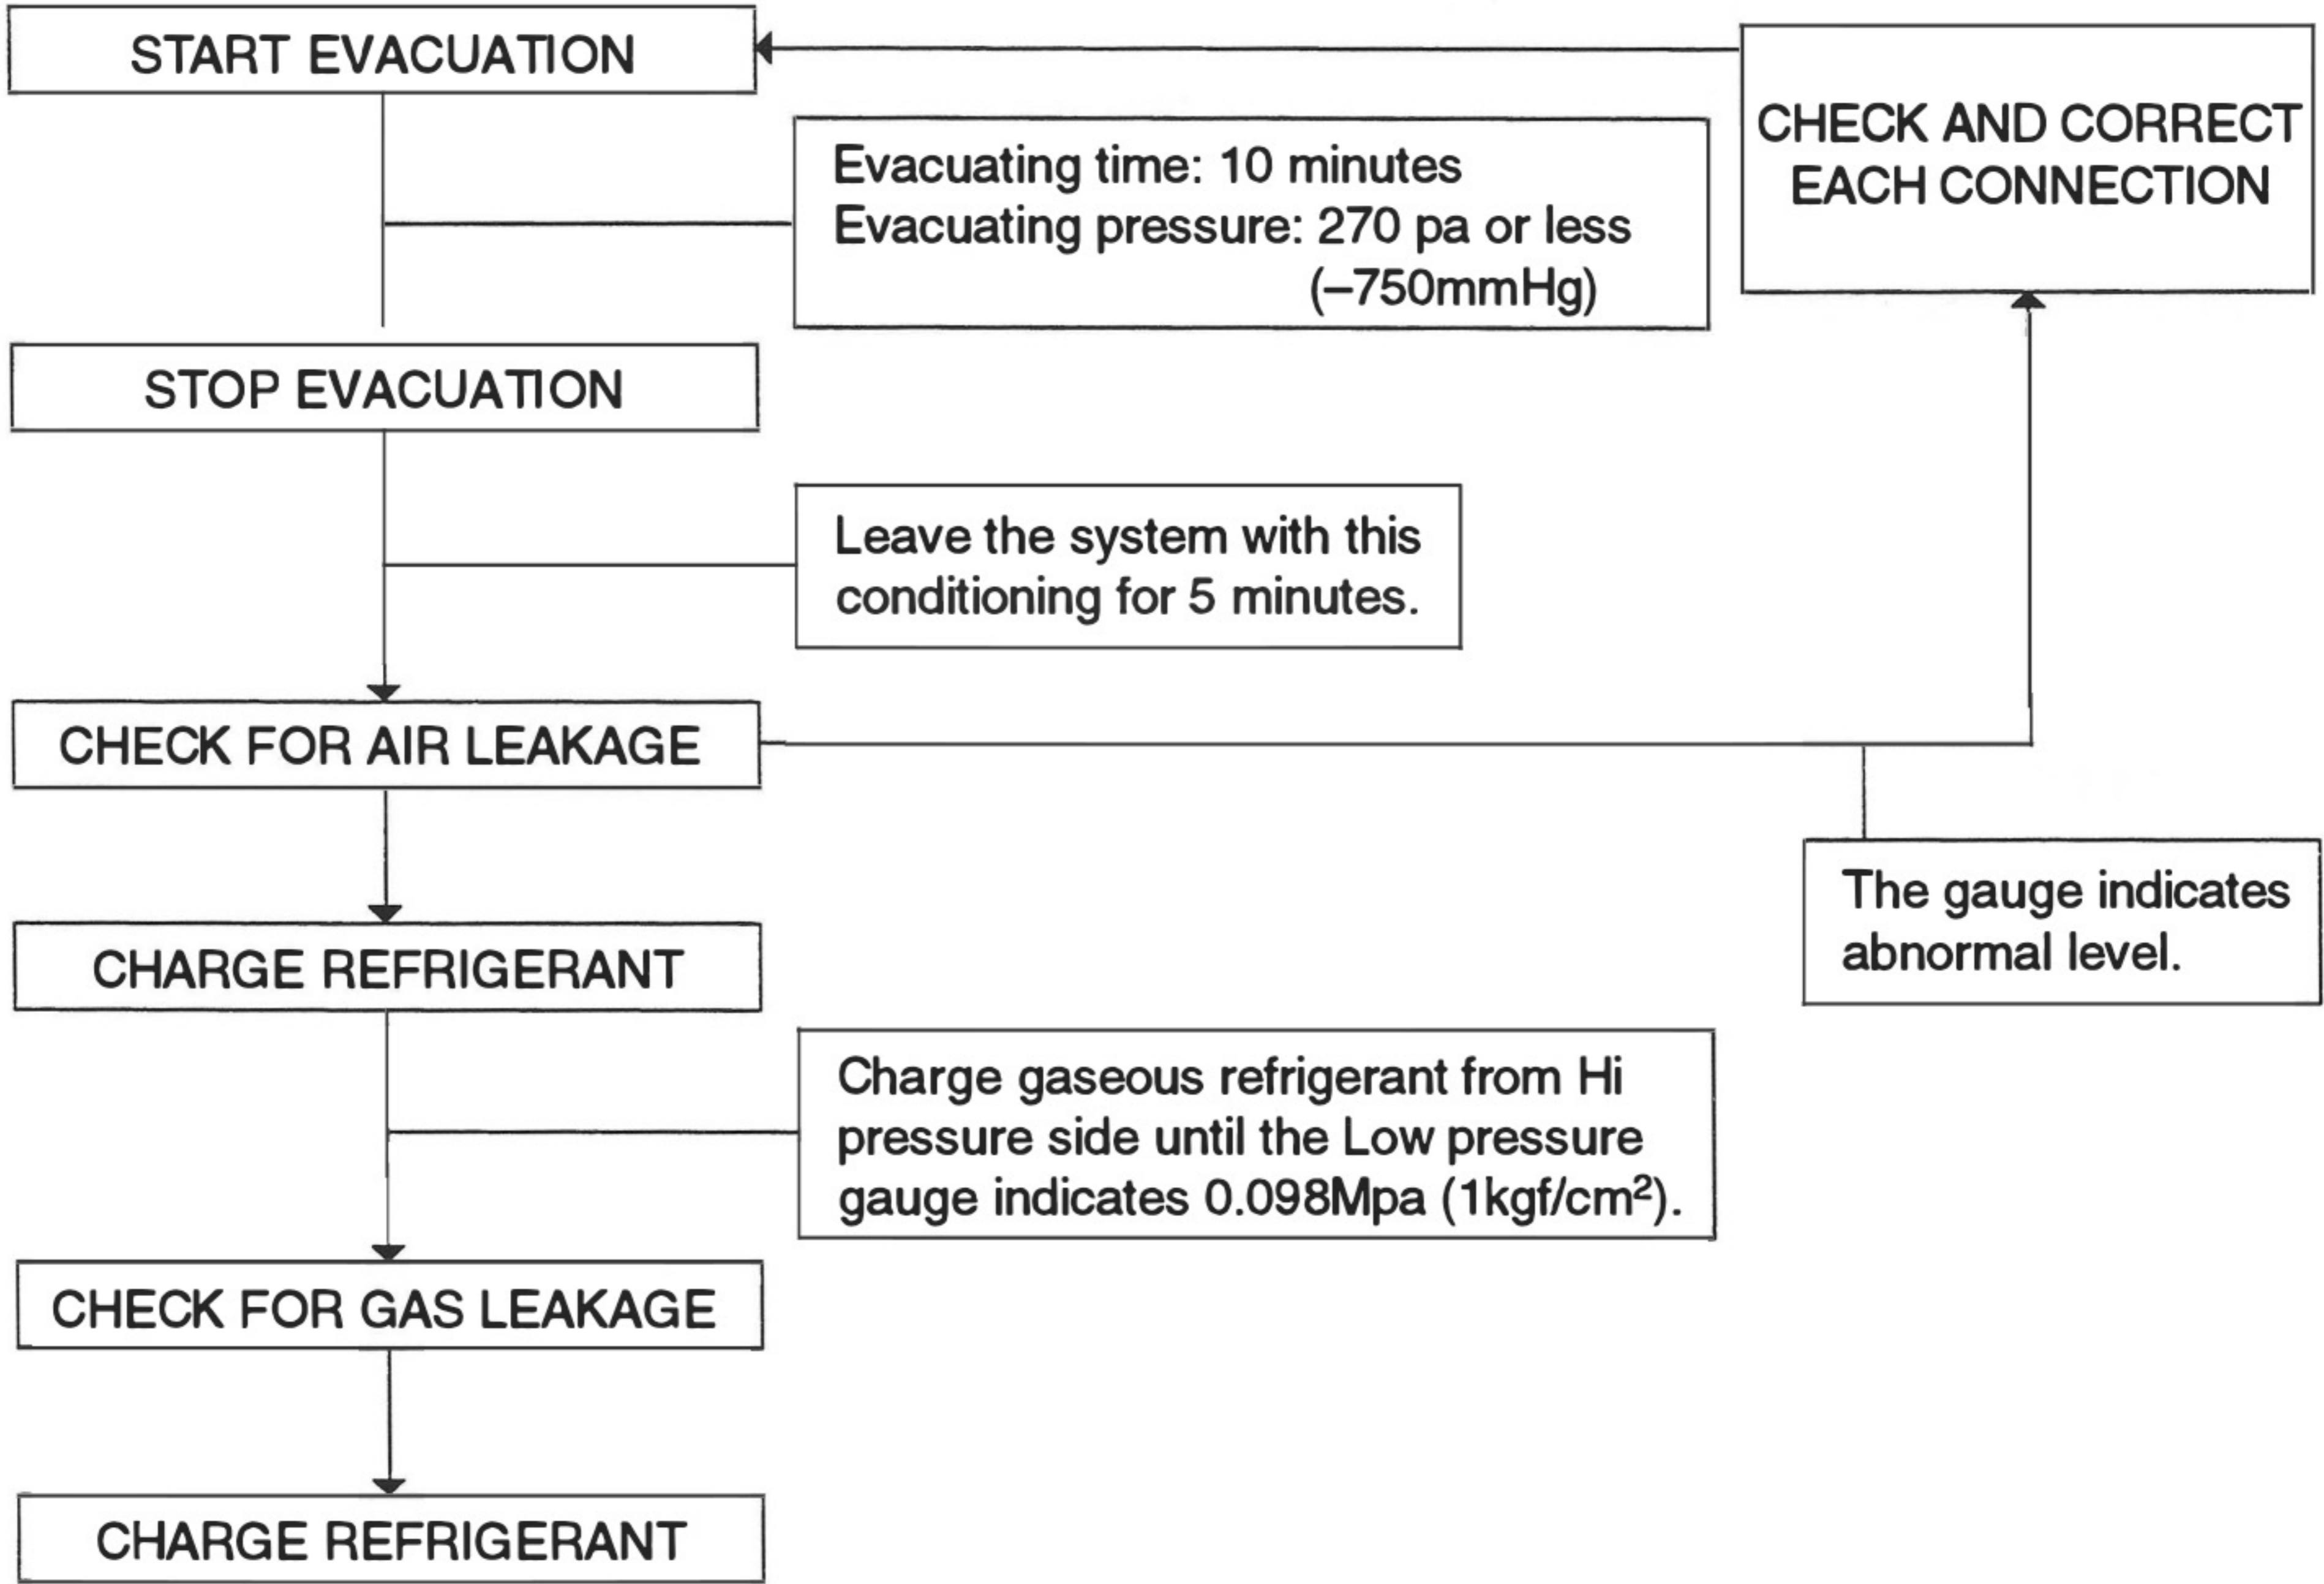 START EVACUATION
CHECK AND CORRECT
EACH CONNECTION
Evacuating time: 10 minutes
Evacuating pressure: 270 pa or less
(–750mmHg)
STOP EVACUATION
Leave the system with this
conditioning for 5 minutes.
CHECK FOR AIR LEAKAGE
The gauge indicates
abnormal level.
CHARGE REFRIGERANT
Charge gaseous refrigerant from Hi
pressure side until the Low pressure
gauge indicates 0.098Mpa (1kgf/cm²).
CHECK FOR GAS LEAKAGE
CHARGE REFRIGERANT